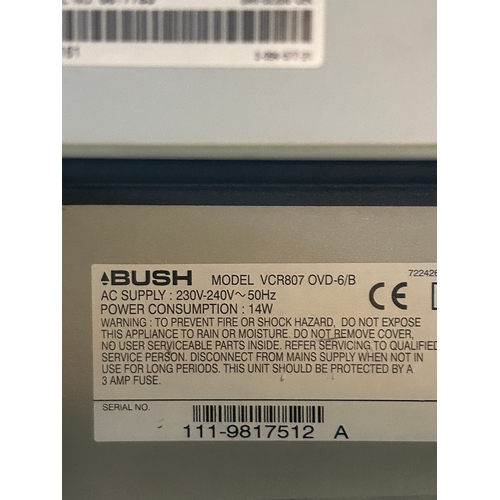 101
BUSH MODEL VCR807 OVD-6/B 722426
AC SUPPLY : 230V-240V~50Hz
POWER CONSUMPTION : 14W
CE
WARNING : TO PREVENT FIRE OR SHOCK HAZARD, DO NOT EXPOSE
THIS APPLIANCE TO RAIN OR MOISTURE. DO NOT REMOVE COVER,
NO USER SERVICEABLE PARTS INSIDE. REFER SERVICING TO QUALIFIED
SERVICE PERSON. DISCONNECT FROM MAINS SUPPLY WHEN NOT IN
USE FOR LONG PERIODS. THIS UNIT SHOULD BE PROTECTED BY A
3 AMP FUSE.
SERIAL NO.
111-9817512 A